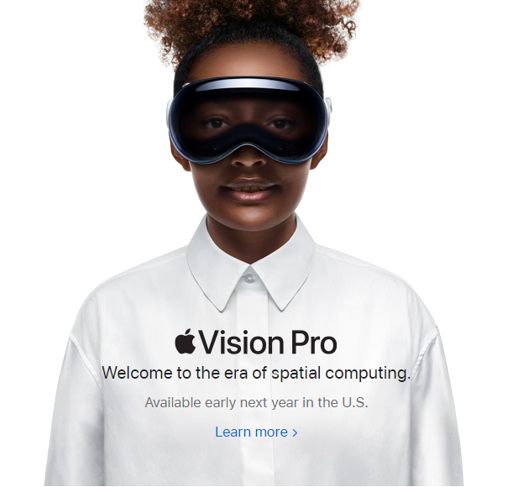 Vision Pro
Welcome to the era of spatial computing.
Available early next year in the U.S.
Learn more >